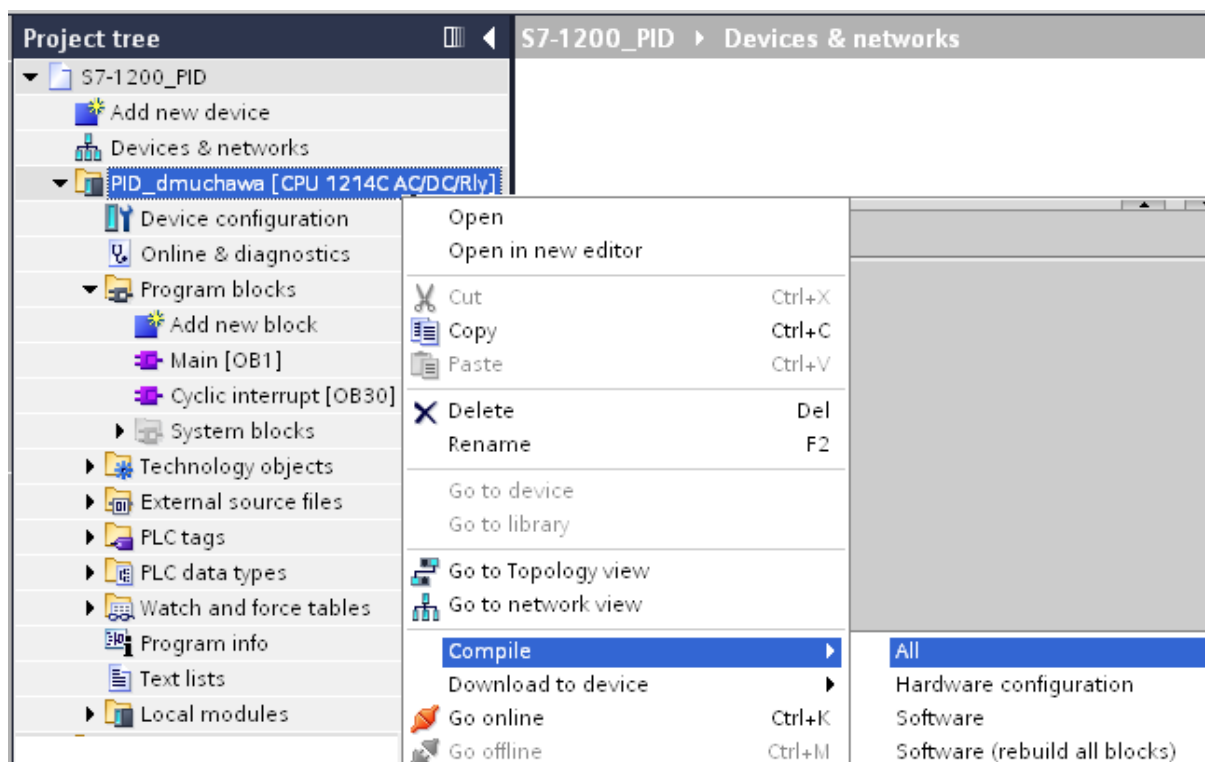 Project tree
S7-1200_PID
Add new device
Devices & networks
PID_dmuchawa [CPU 1214C AC/DC/Rly]
Device configuration
Online & diagnostics
Program blocks
Add new block
Main [OB1]
Cyclic interrupt [OB30]
System blocks
Technology objects
External source files
PLC tags
PLC data types
Watch and force tables
Program info
Text lists
Local modules
S7-1200_PID Devices & networks
Open
Open in new editor
Cut Ctrl+X
Copy Ctrl+C
Paste Ctrl+V
Delete Del
Rename F2
Go to device
Go to library
Go to Topology view
Go to network view
Compile
Download to device
Go online Ctrl+K
Go offline Ctrl+M
All
Hardware configuration
Software
Software (rebuild all blocks)